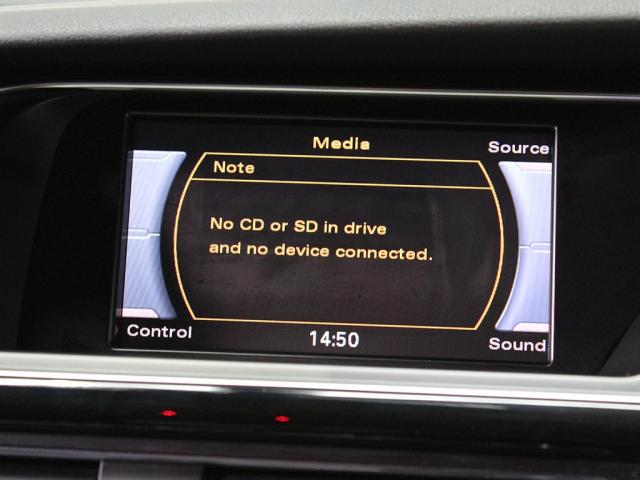 Media
Source
Note
No CD or SD in drive
and no device connected.
Control
14:50
Sound